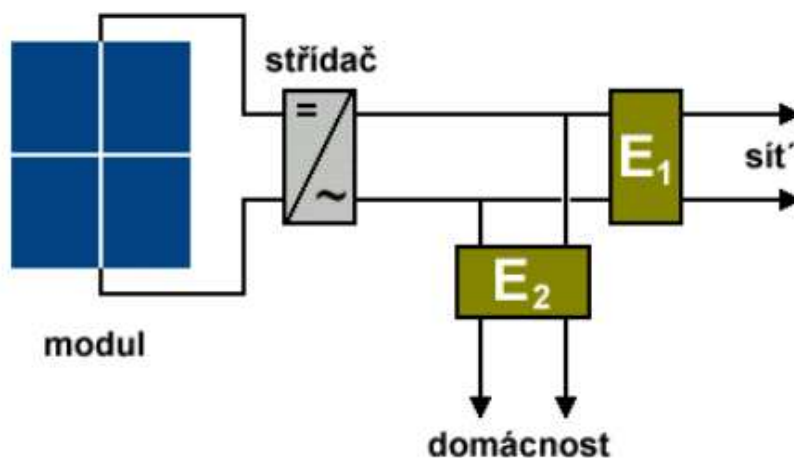 střídač
=
~
E₁
síť
E₂
modul
domácnost